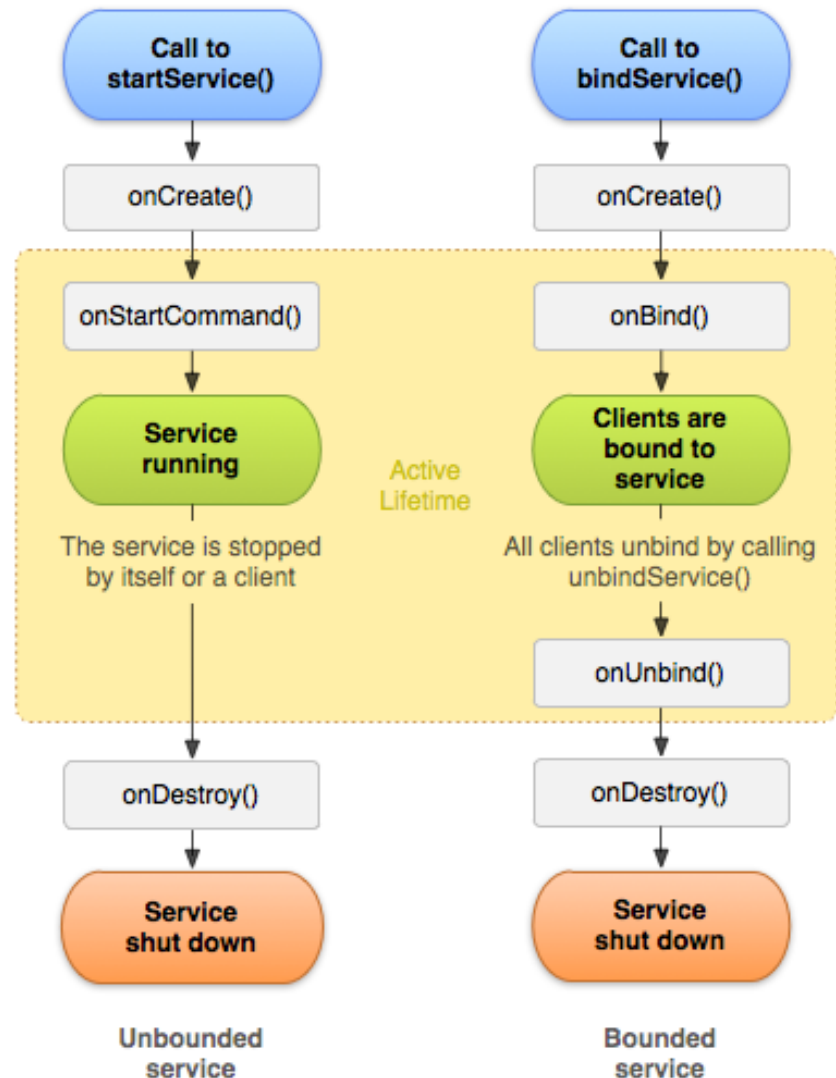 Call to
startService()
onCreate()
onStartCommand()
Service
running
The service is stopped
by itself or a client
onDestroy()
Service
shut down
Unbounded
service
Active
Lifetime
Call to
bindService()
onCreate()
onBind()
Clients are
bound to
service
All clients unbind by calling
unbindService()
onUnbind()
onDestroy()
Service
shut down
Bounded
service